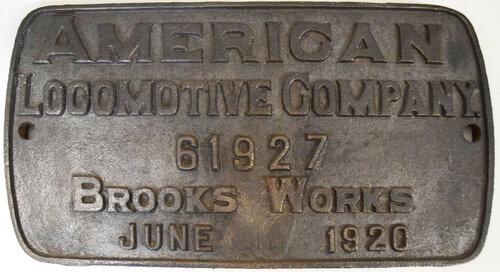 AMERICAN
LOCOMOTIVE COMPANY
61927
BROOKS WORKS
JUNE 1920